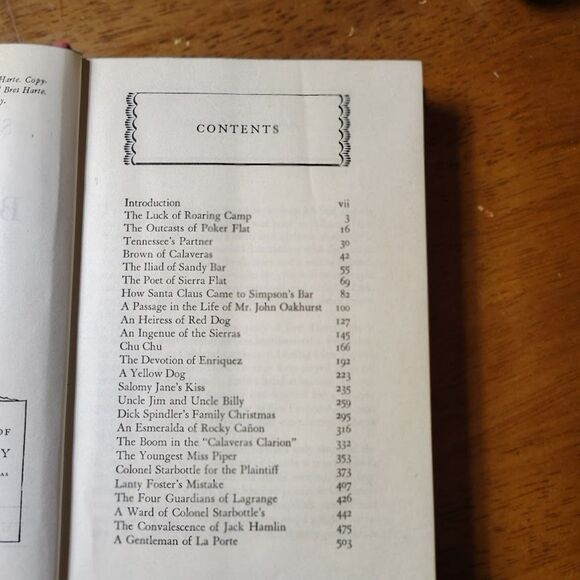 Harte. Copy-
Bret Harte.
y.
CONTENTS
Introduction vii
The Luck of Roaring Camp 3
The Outcasts of Poker Flat 16
Tennessee's Partner 30
Brown of Calaveras 42
The Iliad of Sandy Bar 55
The Poet of Sierra Flat 69
How Santa Claus Came to Simpson's Bar 82
A Passage in the Life of Mr. John Oakhurst 100
An Heiress of Red Dog 127
An Ingenue of the Sierras 145
Chu Chu 166
The Devotion of Enriquez 192
A Yellow Dog 223
Salomy Jane's Kiss 235
Uncle Jim and Uncle Billy 259
Dick Spindler's Family Christmas 295
An Esmeralda of Rocky Cañon 316
The Boom in the "Calaveras Clarion" 332
The Youngest Miss Piper 353
Colonel Starbottle for the Plaintiff 373
Lanty Foster's Mistake 407
The Four Guardians of Lagrange 426
A Ward of Colonel Starbottle's 442
The Convalescence of Jack Hamlin 475
A Gentleman of La Porte 503
OF
Y